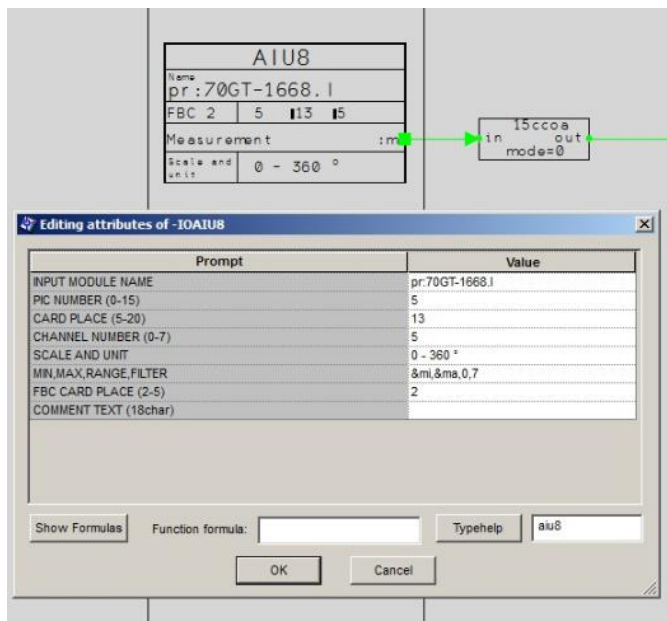 AIU8
Name
pr:70GT-1668.I
FBC 2 5 13 5
Measurement :m
Scale and unit 0 - 360 °
15ccoa
in out
mode=0
Editing attributes of -IOAIU8
Prompt Value
INPUT MODULE NAME pr:70GT-1668.I
PIC NUMBER (0-15) 5
CARD PLACE (5-20) 13
CHANNEL NUMBER (0-7) 5
SCALE AND UNIT 0 - 360 °
MIN,MAX,RANGE,FILTER &mi,&ma,0,7
FBC CARD PLACE (2-5) 2
COMMENT TEXT (18char)
Show Formulas Function formula: Typehelp aiu8
OK Cancel